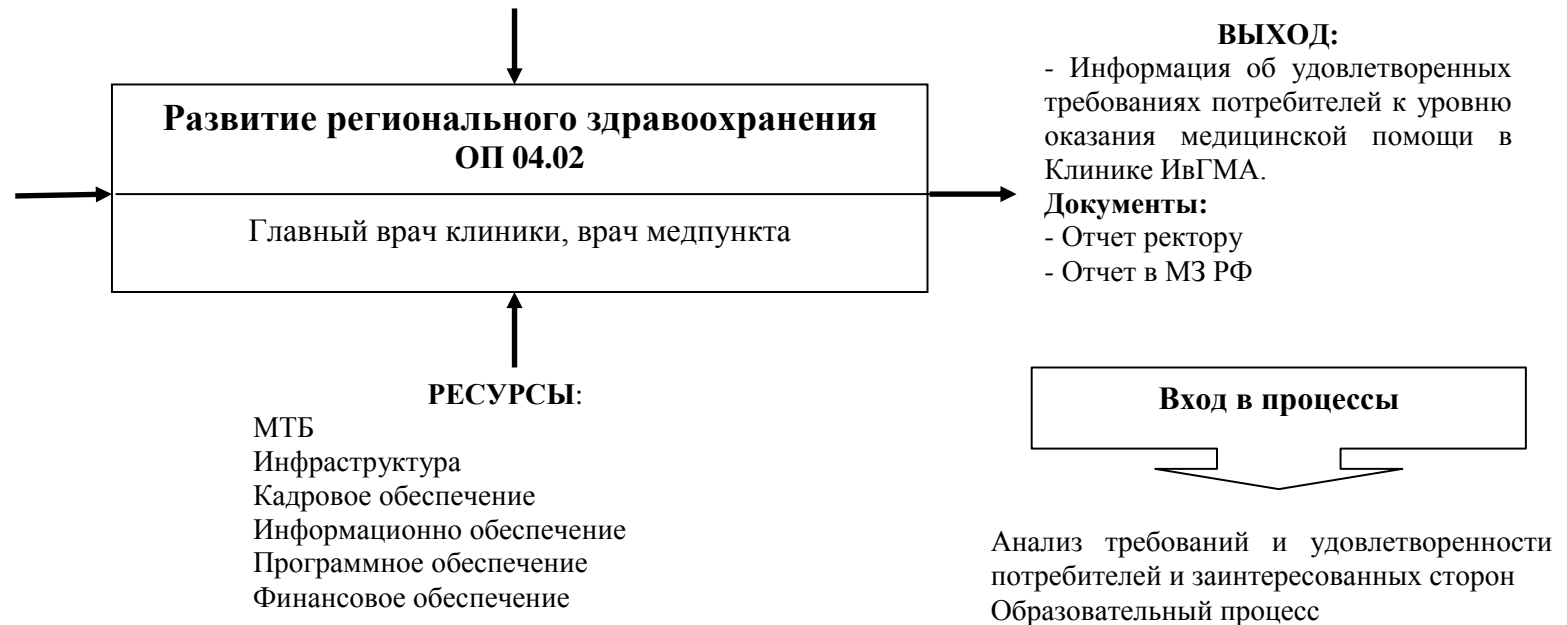 Развитие регионального здравоохранения
ОП 04.02
Главный врач клиники, врач медпункта
ВЫХОД:
- Информация об удовлетворенных
требованиях потребителей к уровню
оказания медицинской помощи в
Клинике ИвГМА.
Документы:
- Отчет ректору
- Отчет в МЗ РФ
РЕСУРСЫ:
МТБ
Инфраструктура
Кадровое обеспечение
Информационно обеспечение
Программное обеспечение
Финансовое обеспечение
Вход в процессы
Анализ требований и удовлетворенности
потребителей и заинтересованных сторон
Образовательный процесс